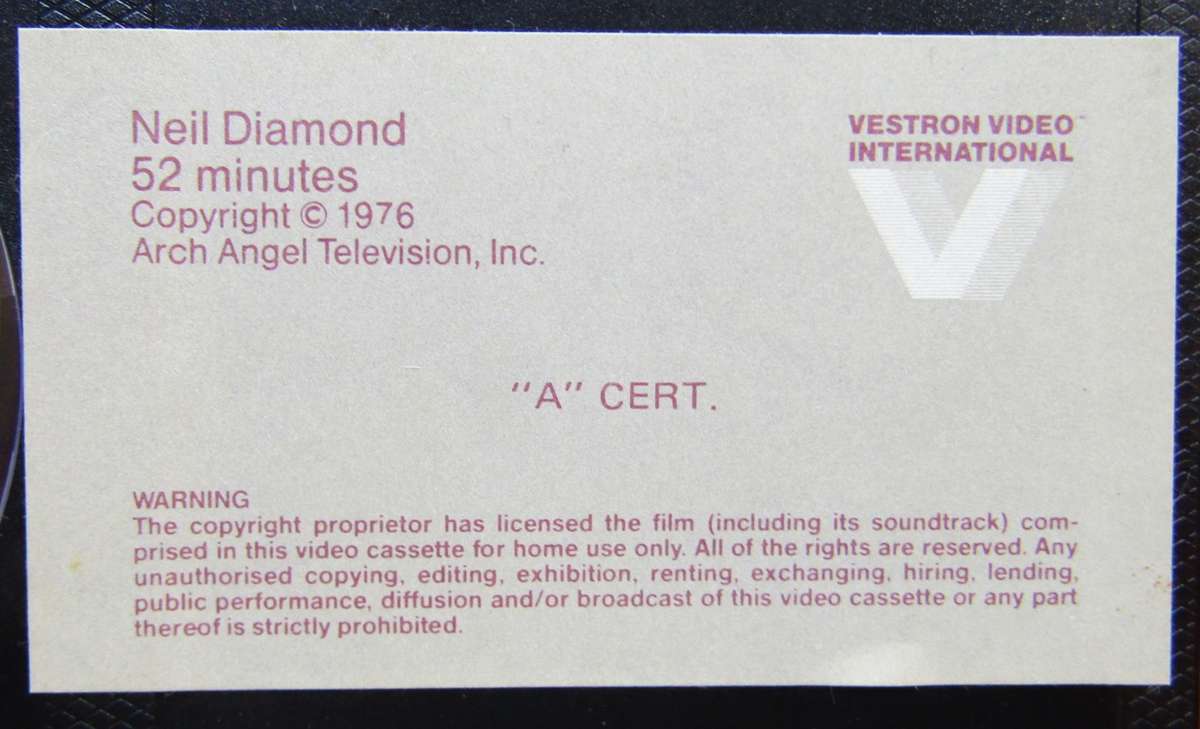 Neil Diamond
52 minutes
Copyright © 1976
Arch Angel Television, Inc.
VESTRON VIDEO™
INTERNATIONAL
V
"A" CERT.
WARNING
The copyright proprietor has licensed the film (including its soundtrack) com-
prised in this video cassette for home use only. All of the rights are reserved. Any
unauthorised copying, editing, exhibition, renting, exchanging, hiring, lending,
public performance, diffusion and/or broadcast of this video cassette or any part
thereof is strictly prohibited.